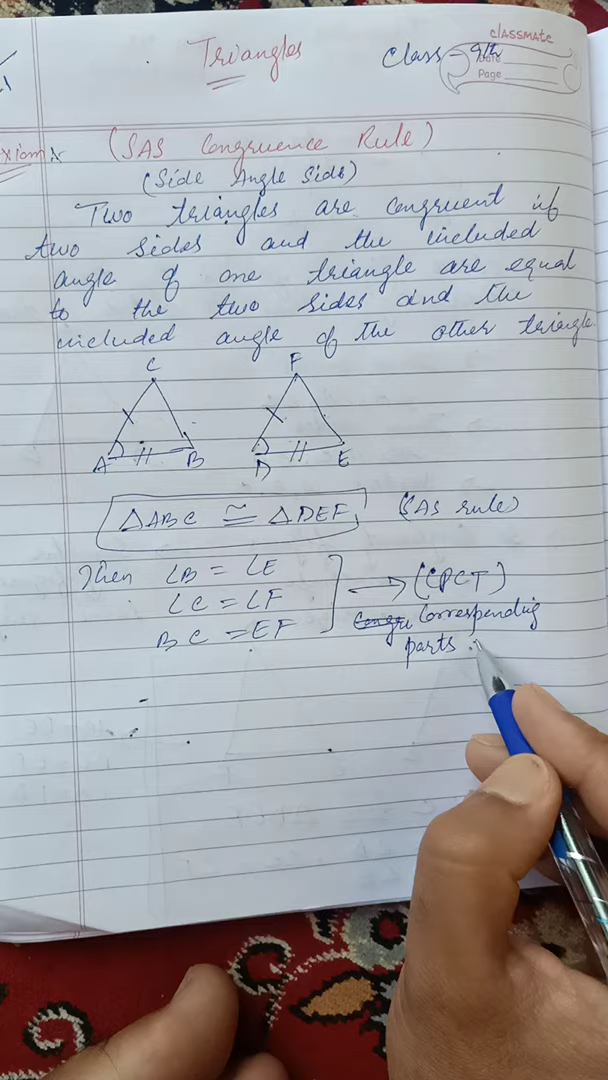 Triangles
Class - 9th
classmate
Date
Page
Axiom
(SAS Congruence Rule)
(Side Angle Side)
Two triangles are congruent if
two sides and the included
angle of one triangle are equal
to the two sides and the
included angle of the other triangle
C F
A B D E
△ABC ≅ △DEF (SAS rule)
Then ∠B = ∠E
∠C = ∠F
BC = EF
→ (CPCT)
Corresponding
parts